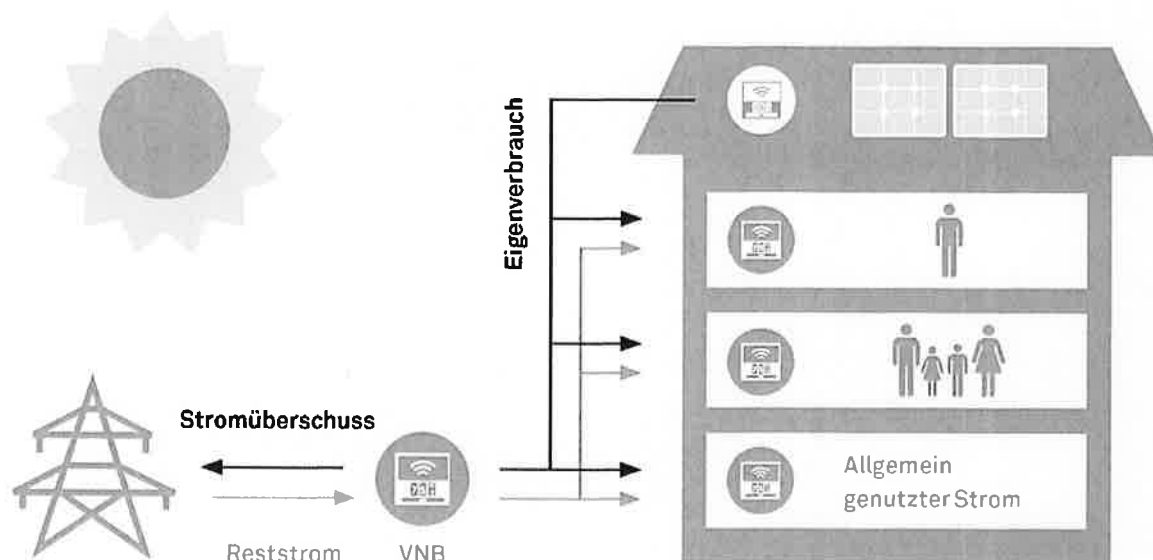 Eigenverbrauch
Stromüberschuss
Reststrom
VNB
Allgemein
genutzter Strom